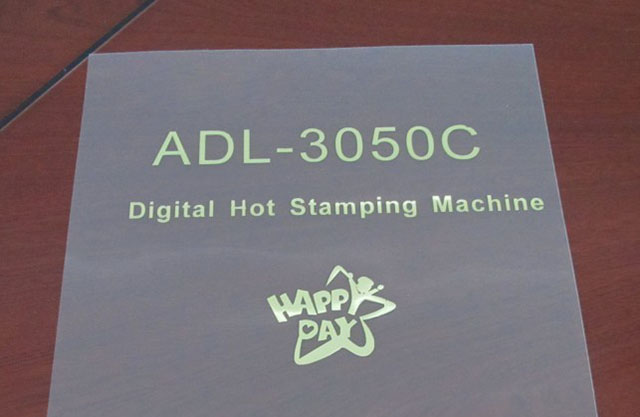 ADL-3050C
Digital Hot Stamping Machine
HAPPY
DAY